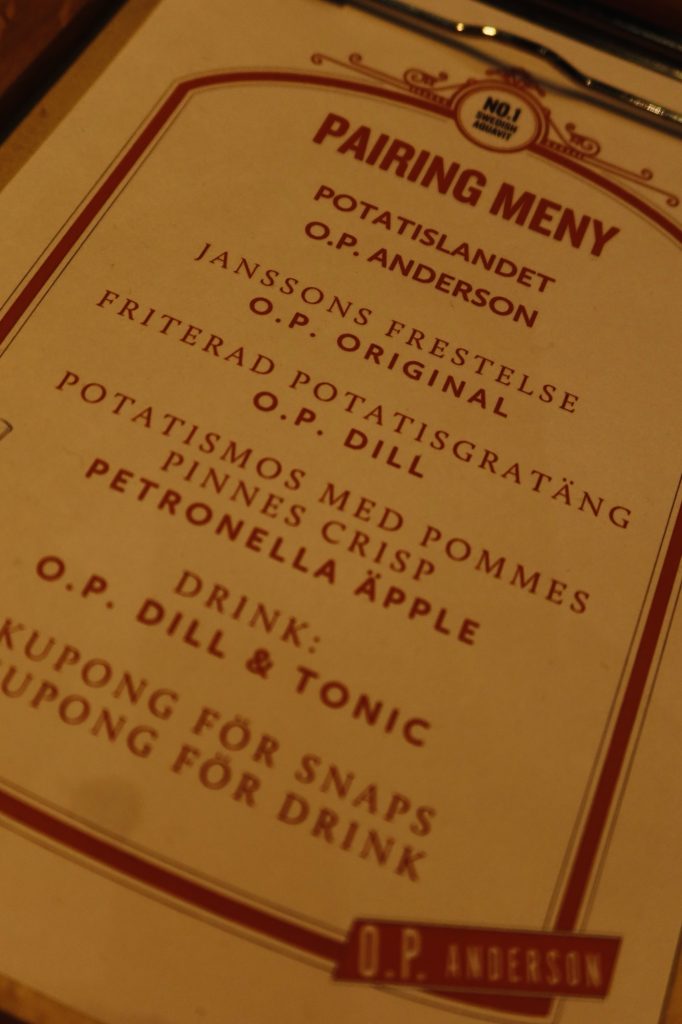 NO.1
SWEDISH
AQUAVIT
PAIRING MENY
POTATISLANDET
O.P. ANDERSON
JANSSONS FRESTELSE
O.P. ORIGINAL
FRITERAD POTATISGRATÄNG
O.P. DILL
POTATISMOS MED POMMES
PINNES CRISP
PETRONELLA ÄPPLE
DRINK:
O.P. DILL & TONIC
KUPONG FÖR SNAPS
KUPONG FÖR DRINK
O.P. ANDERSON